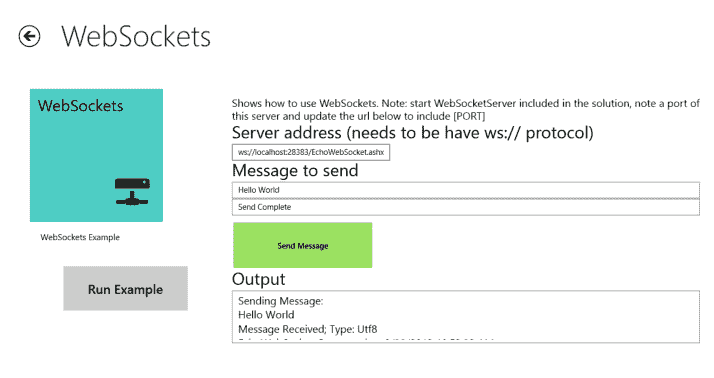 WebSockets
WebSockets
WebSockets Example
Run Example
Shows how to use WebSockets. Note: start WebSocketServer included in the solution, note a port of
this server and update the url below to include [PORT]
Server address (needs to be have ws:// protocol)
ws://localhost:28383/EchoWebSocket.ashx
Message to send
Hello World
Send Complete
Send Message
Output
Sending Message:
Hello World
Message Received; Type: Utf8